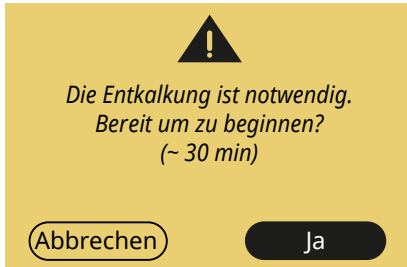 Die Entkalkung ist notwendig.
Bereit um zu beginnen?
(~ 30 min)
Abbrechen Ja